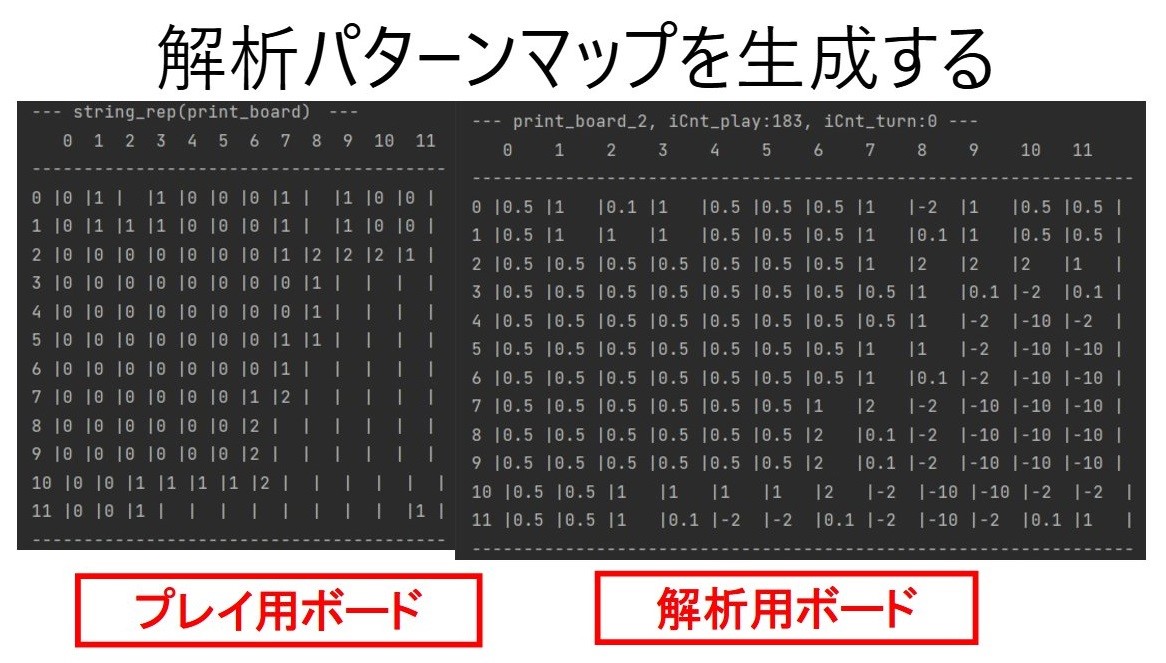 解析パターンマップを生成する
--- string_rep(print_board)  ---
   0  1  2  3  4  5  6  7  8  9  10  11
----------------------------------------
0 |0 |1 |  |1 |0 |0 |0 |1 |  |1 |0 |0 |
1 |0 |1 |1 |1 |0 |0 |0 |1 |  |1 |0 |0 |
2 |0 |0 |0 |0 |0 |0 |0 |1 |2 |2 |2 |1 |
3 |0 |0 |0 |0 |0 |0 |0 |0 |1 |  |  |  |
4 |0 |0 |0 |0 |0 |0 |0 |0 |1 |  |  |  |
5 |0 |0 |0 |0 |0 |0 |0 |1 |1 |  |  |  |
6 |0 |0 |0 |0 |0 |0 |0 |1 |  |  |  |  |
7 |0 |0 |0 |0 |0 |0 |1 |2 |  |  |  |  |
8 |0 |0 |0 |0 |0 |0 |2 |  |  |  |  |  |
9 |0 |0 |0 |0 |0 |0 |2 |  |  |  |  |  |
10 |0 |0 |1 |1 |1 |1 |2 |  |  |  |  |  |
11 |0 |0 |1 |  |  |  |  |  |  |  |  |1 |
----------------------------------------
--- print_board_2, iCnt_play:183, iCnt_turn:0 ---
   0    1    2    3    4    5    6    7    8    9    10   11
----------------------------------------------------------------
0 |0.5 |1   |0.1 |1   |0.5 |0.5 |0.5 |1   |-2  |1   |0.5 |0.5 |
1 |0.5 |1   |1   |1   |0.5 |0.5 |0.5 |1   |0.1 |1   |0.5 |0.5 |
2 |0.5 |0.5 |0.5 |0.5 |0.5 |0.5 |0.5 |1   |2   |2   |2   |1   |
3 |0.5 |0.5 |0.5 |0.5 |0.5 |0.5 |0.5 |0.5 |1   |0.1 |-2  |0.1 |
4 |0.5 |0.5 |0.5 |0.5 |0.5 |0.5 |0.5 |0.5 |1   |-2  |-10 |-2  |
5 |0.5 |0.5 |0.5 |0.5 |0.5 |0.5 |0.5 |1   |1   |-2  |-10 |-10 |
6 |0.5 |0.5 |0.5 |0.5 |0.5 |0.5 |0.5 |1   |0.1 |-2  |-10 |-10 |
7 |0.5 |0.5 |0.5 |0.5 |0.5 |0.5 |1   |2   |-2  |-10 |-10 |-10 |
8 |0.5 |0.5 |0.5 |0.5 |0.5 |0.5 |2   |0.1 |-2  |-10 |-10 |-10 |
9 |0.5 |0.5 |0.5 |0.5 |0.5 |0.5 |2   |0.1 |-2  |-10 |-10 |-10 |
10 |0.5 |0.5 |1   |1   |1   |1   |2   |-2  |-10 |-10 |-2  |-2  |
11 |0.5 |0.5 |1   |0.1 |-2  |-2  |0.1 |-2  |-10 |-2  |0.1 |1   |
----------------------------------------------------------------
プレイ用ボード
解析用ボード